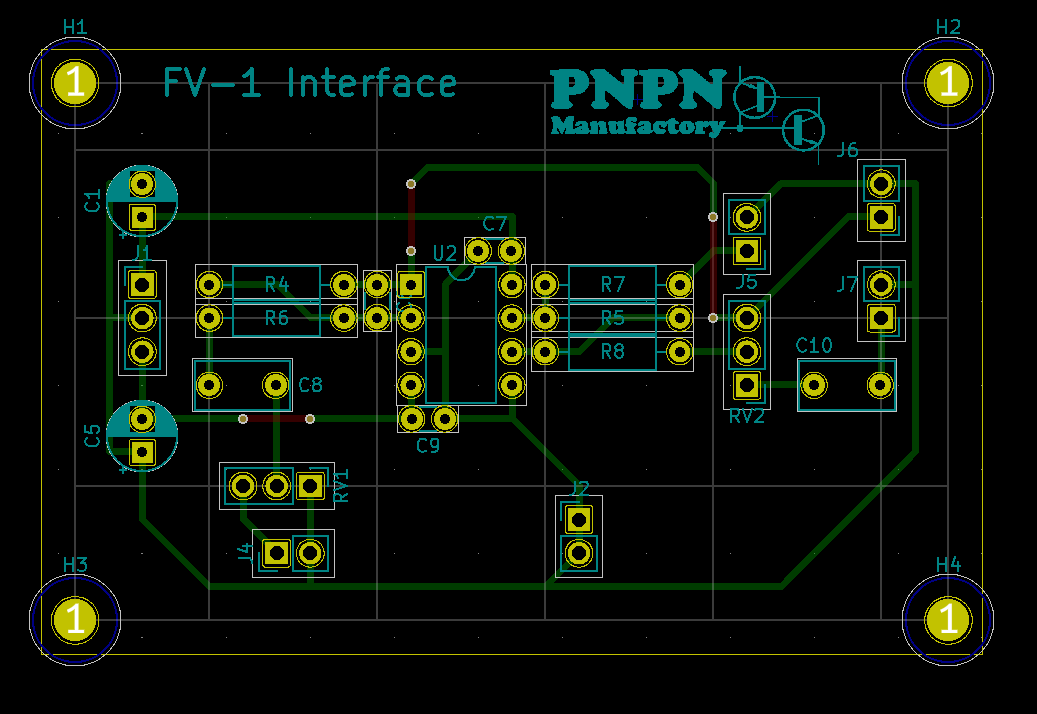 H1
H2
FV-1 Interface
PNPN
Manufactory
1
1
J6
C1
C7
J1
U2
R4
R7
J5
J7
R6
R5
R8
C10
C8
RV2
C5
C9
RV1
J2
J4
H3
H4
1
1